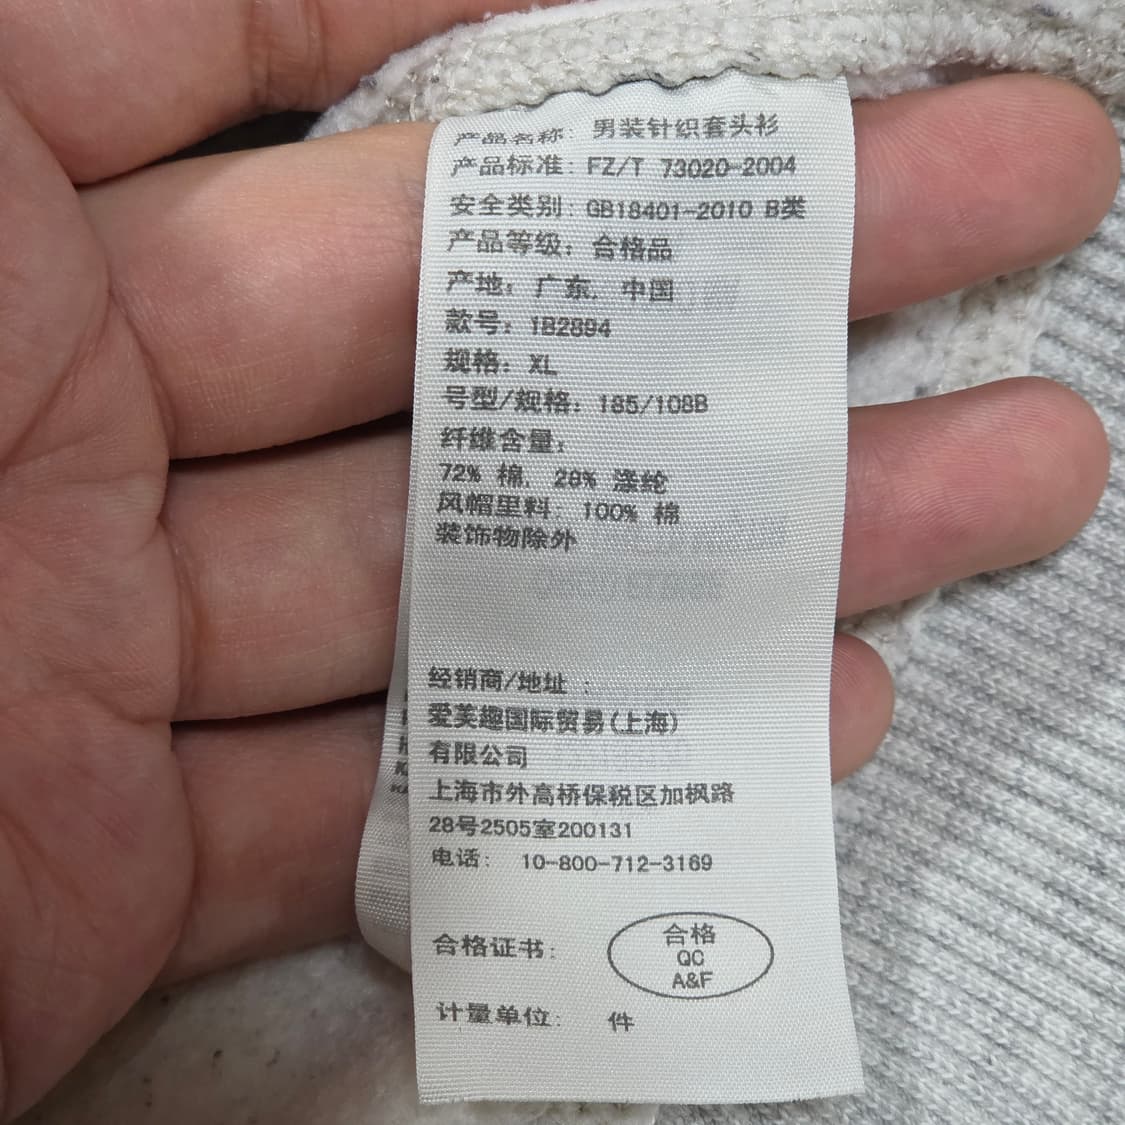 产品名称: 男装针织套头衫
产品标准: FZ/T 73020-2004
安全类别: GB18401-2010 B类
产品等级: 合格品
产地: 广东, 中国
款号: 1B2894
规格: XL
号型/规格: 185/108B
纤维含量:
72% 棉, 28% 涤纶
风帽里料: 100% 棉
装饰物除外
经销商/地址 :
爱芙趣国际贸易(上海)
有限公司
上海市外高桥保税区加枫路
28号2505室200131
电话: 10-800-712-3169
合格证书:
合格
QC
A&F
计量单位: 件